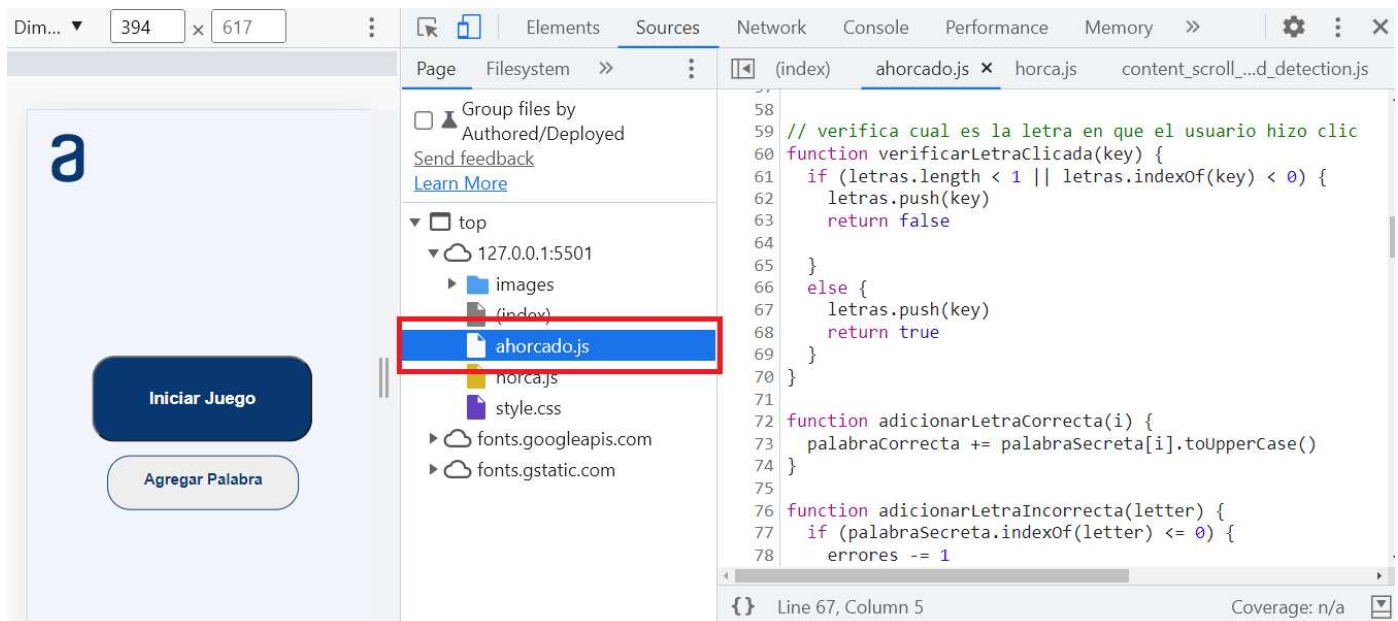 Dim... ▼ 394 × 617
a
Iniciar Juego
Agregar Palabra
Elements Sources Network Console Performance Memory »
Page Filesystem »
Group files by
Authored/Deployed
Send feedback
Learn More
top
127.0.0.1:5501
images
(index)
ahorcado.js
horca.js
style.css
fonts.googleapis.com
fonts.gstatic.com
(index) ahorcado.js × horca.js content_scroll_...d_detection.js
57
58
59 // verifica cual es la letra en que el usuario hizo clic
60 function verificarLetraClicada(key) {
61 if (letras.length < 1 || letras.indexOf(key) < 0) {
62 letras.push(key)
63 return false
64
65 }
66 else {
67 letras.push(key)
68 return true
69 }
70 }
71
72 function adicionarLetraCorrecta(i) {
73 palabraCorrecta += palabraSecreta[i].toUpperCase()
74 }
75
76 function adicionarLetraIncorrecta(letter) {
77 if (palabraSecreta.indexOf(letter) <= 0) {
78 errores -= 1
{} Line 67, Column 5 Coverage: n/a